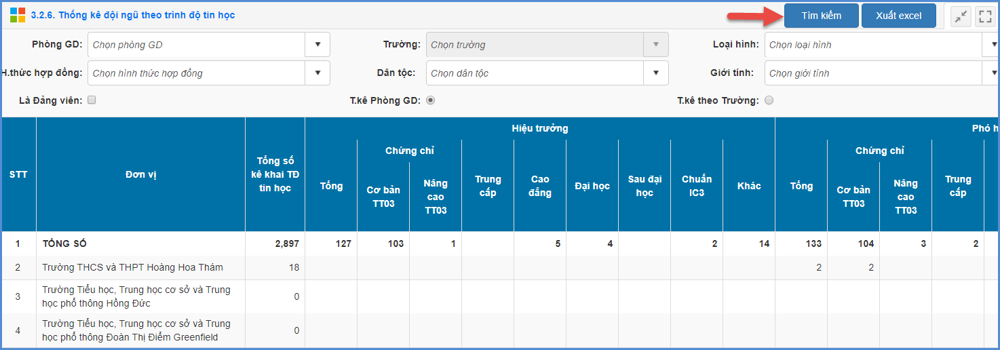 3.2.6. Thống kê đội ngũ theo trình độ tin học Tìm kiếm Xuất excel
Phòng GD: Chọn phòng GD Trường: Chọn trường Loại hình: Chọn loại hình
H.thức hợp đồng: Chọn hình thức hợp đồng Dân tộc: Chọn dân tộc Giới tính: Chọn giới tính
Là Đảng viên: T.kê Phòng GD: T.kê theo Trường:
Hiệu trưởng Phó h
Chứng chỉ Chứng chỉ
STT Đơn vị Tổng số
kê khai TĐ
tin học Tổng Cơ bản
TT03 Nâng
cao
TT03 Trung
cấp Cao
đẳng Đại học Sau đại
học Chuẩn
IC3 Khác Tổng Cơ bản
TT03 Nâng
cao
TT03 Trung
cấp
1 TỔNG SỐ 2,897 127 103 1 5 4 2 14 133 104 3 2
2 Trường THCS và THPT Hoàng Hoa Thám 18 2 2
3 Trường Tiểu học, Trung học cơ sở và Trung
học phổ thông Hồng Đức 0
4 Trường Tiểu học, Trung học cơ sở và Trung
học phổ thông Đoàn Thị Điểm Greenfield 0